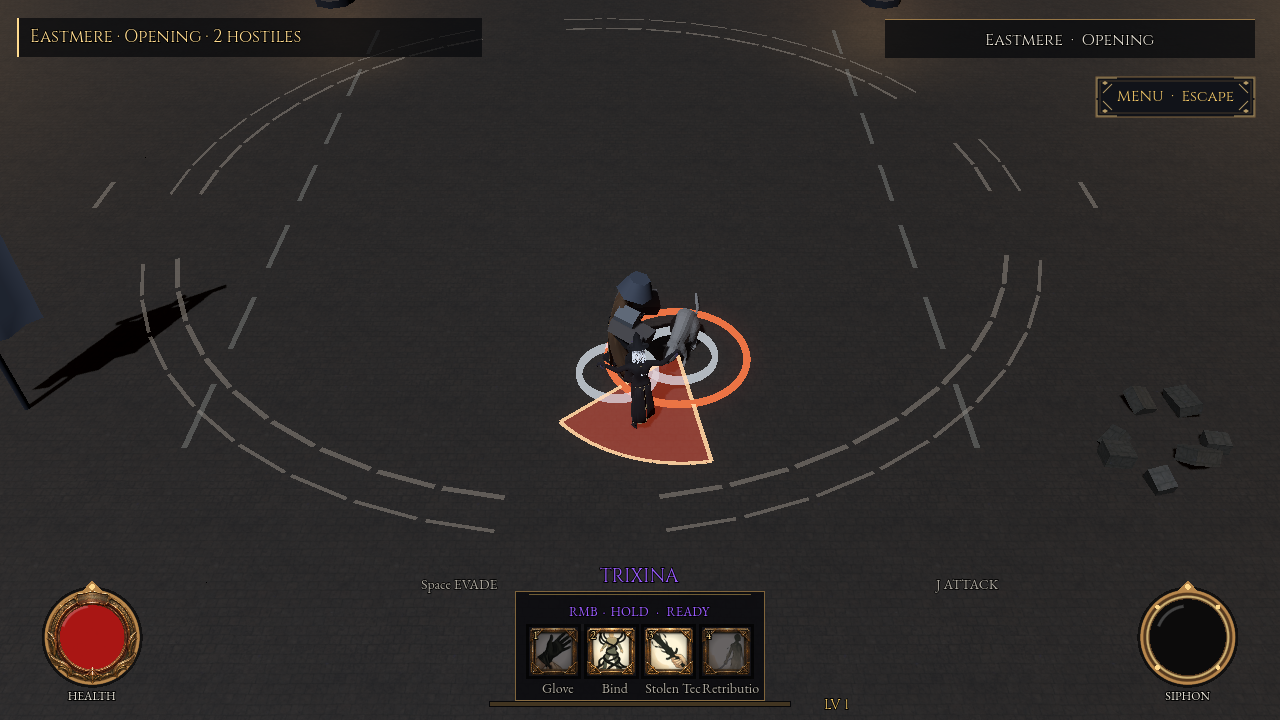 Eastmere · Opening · 2 hostiles
Eastmere · Opening
MENU · Escape
Space EVADE
TRIXINA
J ATTACK
RMB · HOLD · READY
1 2 3 4
Glove Bind Stolen Tec Retributio
HEALTH
SIPHON
LV 1